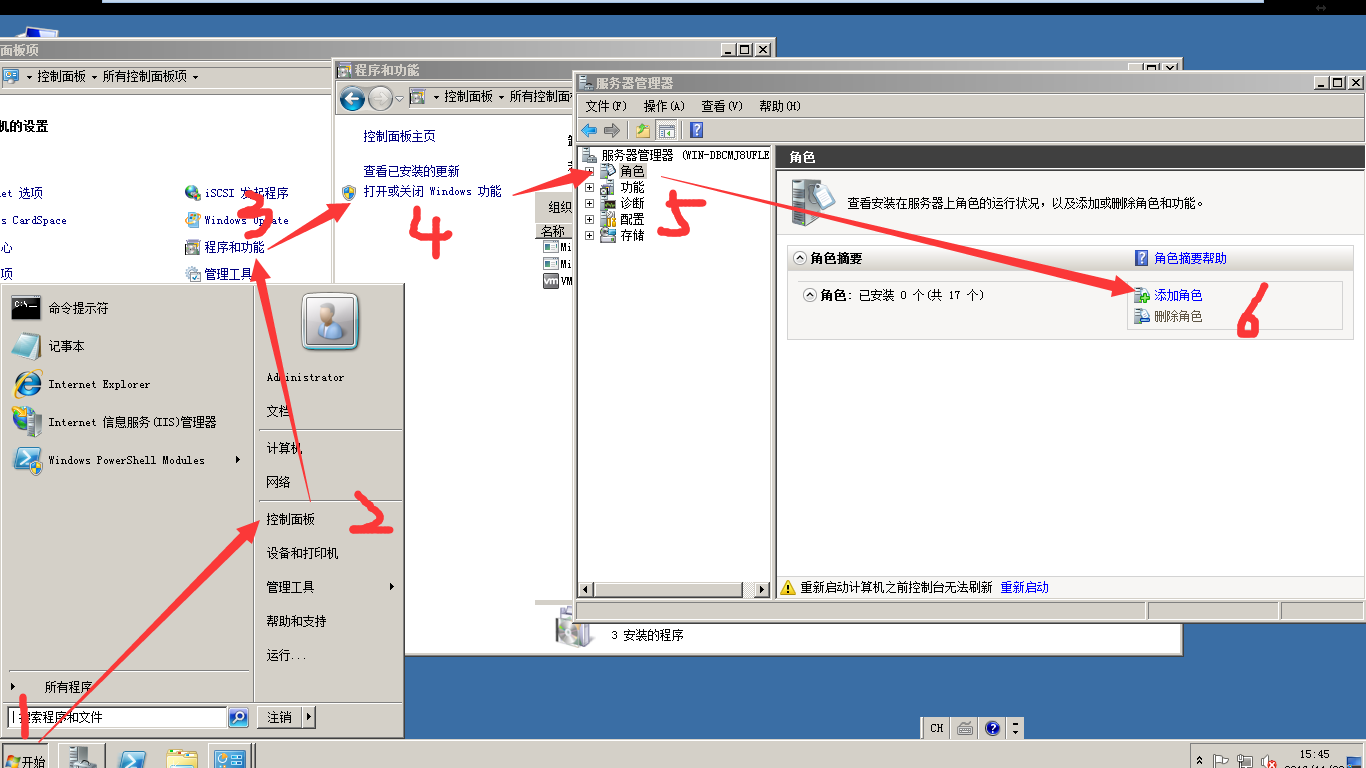 面板项
控制面板 所有控制面板项
机的设置
et 选项
s CardSpace
心
项
iSCSI 发起程序
Windows Update
程序和功能
管理工具
3
程序和功能
控制面板 所有控制面
控制面板主页
查看已安装的更新
打开或关闭 Windows 功能
4
组织
名称
Mi
Mi
VM
3 安装的程序
服务器管理器
文件(F) 操作(A) 查看(V) 帮助(H)
服务器管理器 (WIN-DBCMJ8UFLE
角色
功能
诊断
配置
存储
5
角色
查看安装在服务器上角色的运行状况，以及添加或删除角色和功能。
角色摘要
角色摘要帮助
角色: 已安装 0 个(共 17 个)
添加角色
删除角色
6
重新启动计算机之前控制台无法刷新 重新启动
命令提示符
记事本
Internet Explorer
Internet 信息服务(IIS)管理器
Windows PowerShell Modules
所有程序
搜索程序和文件
Administrator
文档
计算机
网络
控制面板
2
设备和打印机
管理工具
帮助和支持
运行...
注销
1
开始
CH
15:45